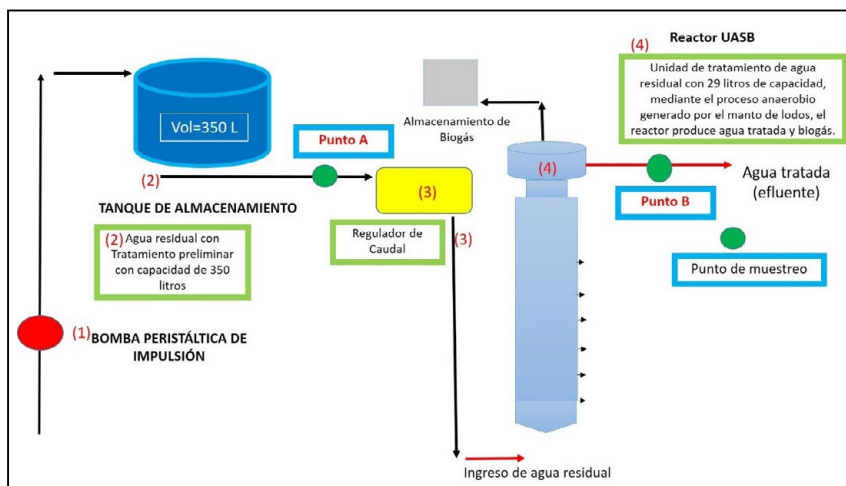 Reactor UASB
(4)
Unidad de tratamiento de agua
residual con 29 litros de capacidad,
mediante el proceso anaerobio
generado por el manto de lodos, el
reactor produce agua tratada y biogás.
Vol=350 L
Punto A
Almacenamiento de
Biogás
(2)
(3)
(4)
Agua tratada
(efluente)
TANQUE DE ALMACENAMIENTO
Punto B
(2) Agua residual con
Tratamiento preliminar
con capacidad de 350
litros
Regulador de
Caudal
(3)
Punto de muestreo
(1) BOMBA PERISTÁLTICA DE
IMPULSIÓN
Ingreso de agua residual